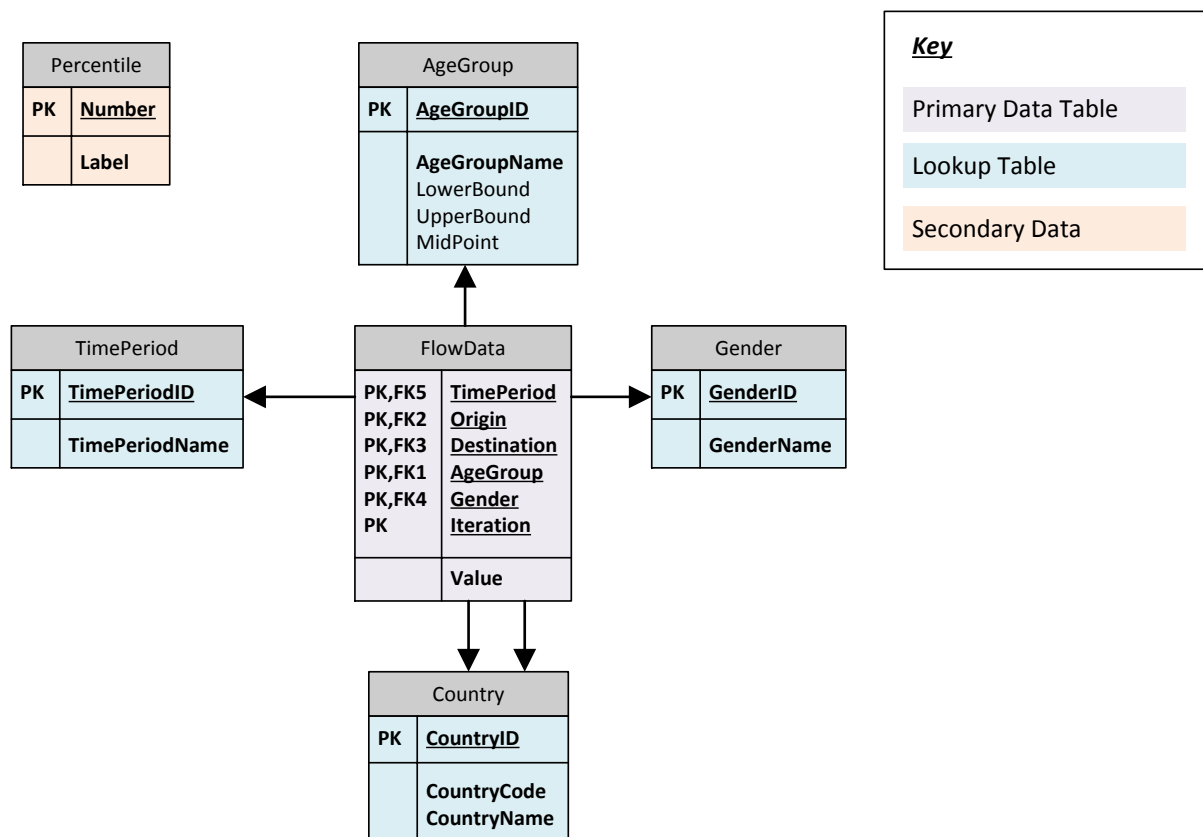 Percentile
PK Number
Label
AgeGroup
PK AgeGroupID
AgeGroupName
LowerBound
UpperBound
MidPoint
Key
Primary Data Table
Lookup Table
Secondary Data
TimePeriod
PK TimePeriodID
TimePeriodName
FlowData
PK,FK5 TimePeriod
PK,FK2 Origin
PK,FK3 Destination
PK,FK1 AgeGroup
PK,FK4 Gender
PK Iteration
Value
Gender
PK GenderID
GenderName
Country
PK CountryID
CountryCode
CountryName